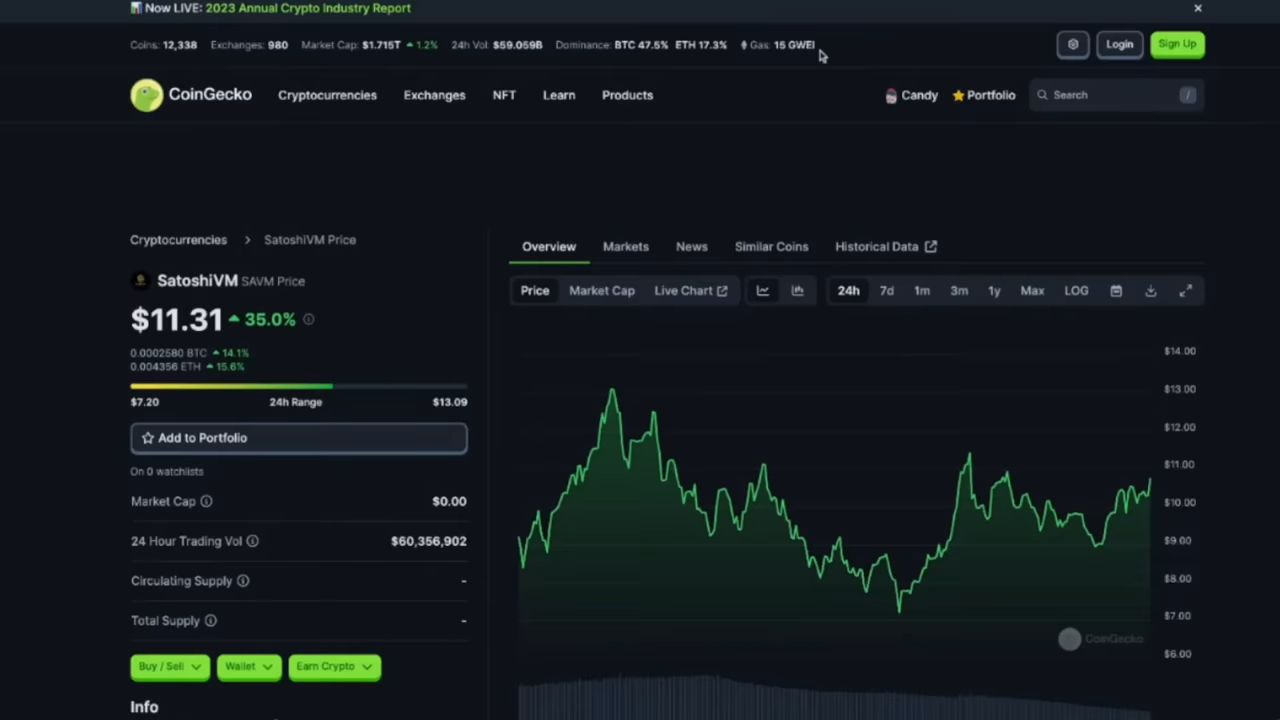 Now LIVE: 2023 Annual Crypto Industry Report
Coins: 12,338 Exchanges: 980 Market Cap: $1.715T 1.2% 24h Vol: $59.059B Dominance: BTC 47.5% ETH 17.3% Gas: 15 GWEI
Login
Sign Up
CoinGecko
Cryptocurrencies Exchanges NFT Learn Products
Candy Portfolio Search /
Cryptocurrencies > SatoshiVM Price
SatoshiVM SAVM Price
$11.31 35.0%
0.0002580 BTC 14.1%
0.004356 ETH 15.6%
$7.20 24h Range $13.09
Add to Portfolio
On 0 watchlists
Market Cap $0.00
24 Hour Trading Vol $60,356,902
Circulating Supply -
Total Supply -
Buy / Sell Wallet Earn Crypto
Info
Overview Markets News Similar Coins Historical Data
Price Market Cap Live Chart 24h 7d 1m 3m 1y Max LOG
$14.00
$13.00
$12.00
$11.00
$10.00
$9.00
$8.00
$7.00
CoinGecko
$6.00